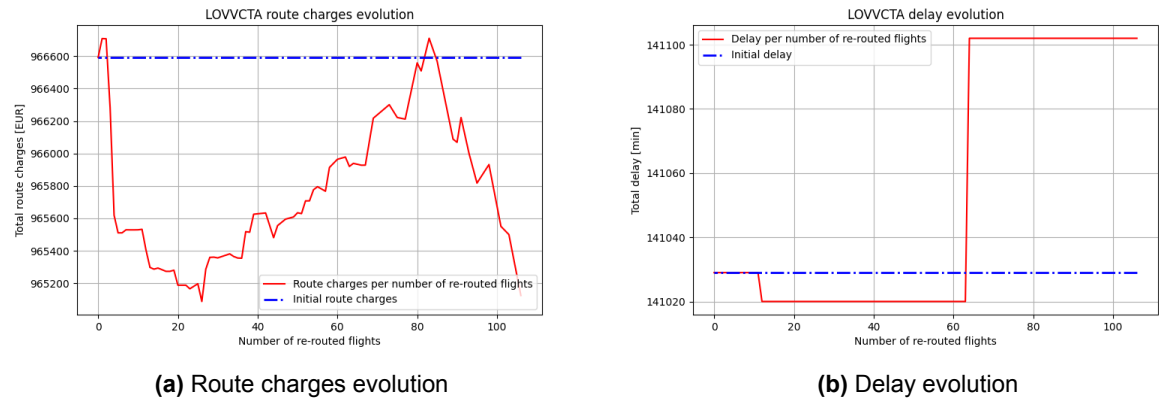 LOVVCTA route charges evolution
966600
966400
966200
966000
965800
965600
965400
965200
Total route charges [EUR]
Route charges per number of re-routed flights
Initial route charges
0 20 40 60 80 100
Number of re-routed flights
(a) Route charges evolution
LOVVCTA delay evolution
141100
141080
141060
141040
141020
Total delay [min]
Delay per number of re-routed flights
Initial delay
0 20 40 60 80 100
Number of re-routed flights
(b) Delay evolution